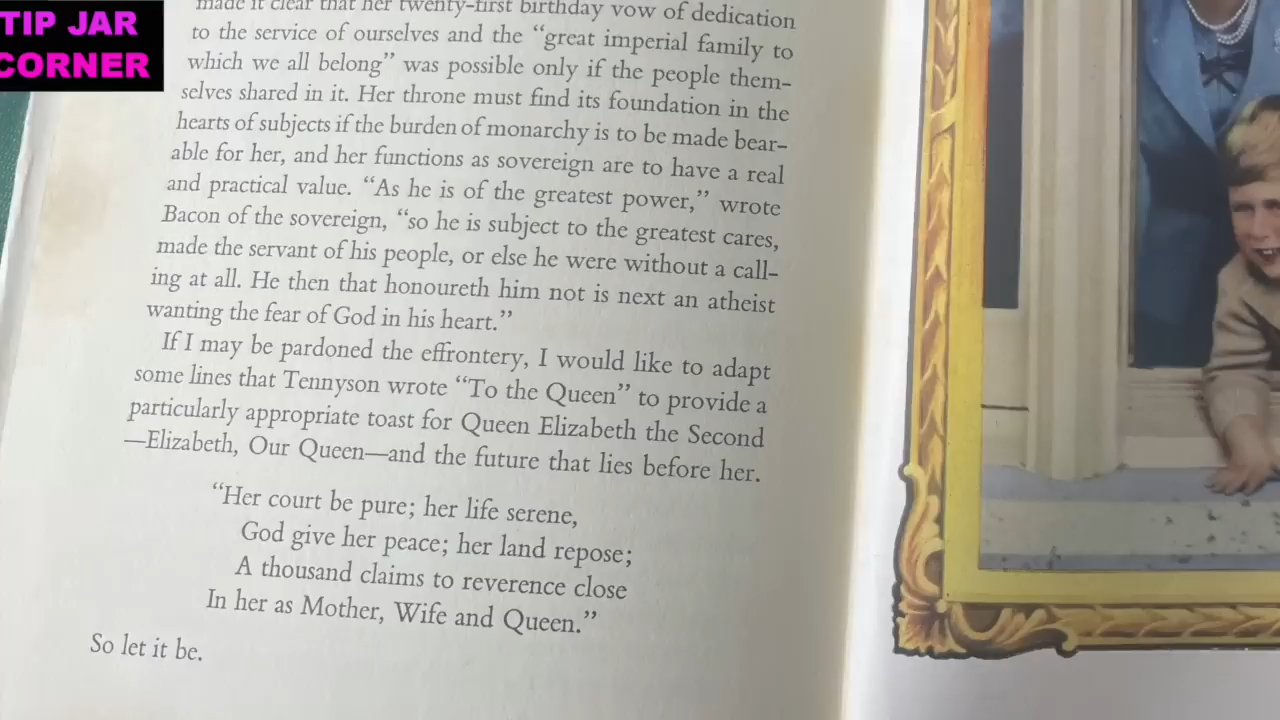 TIP JAR
CORNER
made it clear that her twenty-first birthday vow of dedication
to the service of ourselves and the “great imperial family to
which we all belong” was possible only if the people them-
selves shared in it. Her throne must find its foundation in the
hearts of subjects if the burden of monarchy is to be made bear-
able for her, and her functions as sovereign are to have a real
and practical value. “As he is of the greatest power,” wrote
Bacon of the sovereign, “so he is subject to the greatest cares,
made the servant of his people, or else he were without a call-
ing at all. He then that honoureth him not is next an atheist
wanting the fear of God in his heart.”
If I may be pardoned the effrontery, I would like to adapt
some lines that Tennyson wrote “To the Queen” to provide a
particularly appropriate toast for Queen Elizabeth the Second
—Elizabeth, Our Queen—and the future that lies before her.
“Her court be pure; her life serene,
God give her peace; her land repose;
A thousand claims to reverence close
In her as Mother, Wife and Queen.”
So let it be.